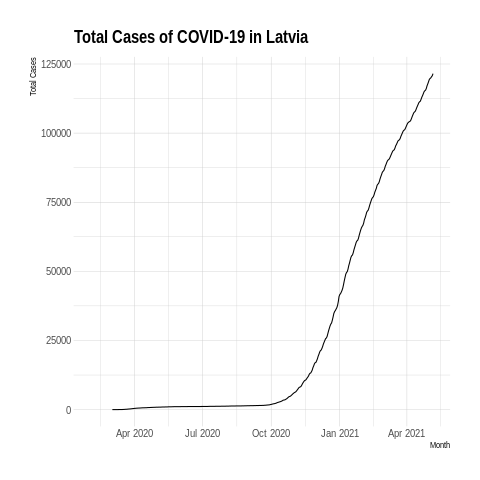 Total Cases of COVID-19 in Latvia
Total Cases
125000
100000
75000
50000
25000
0
Apr 2020 Jul 2020 Oct 2020 Jan 2021 Apr 2021
Month